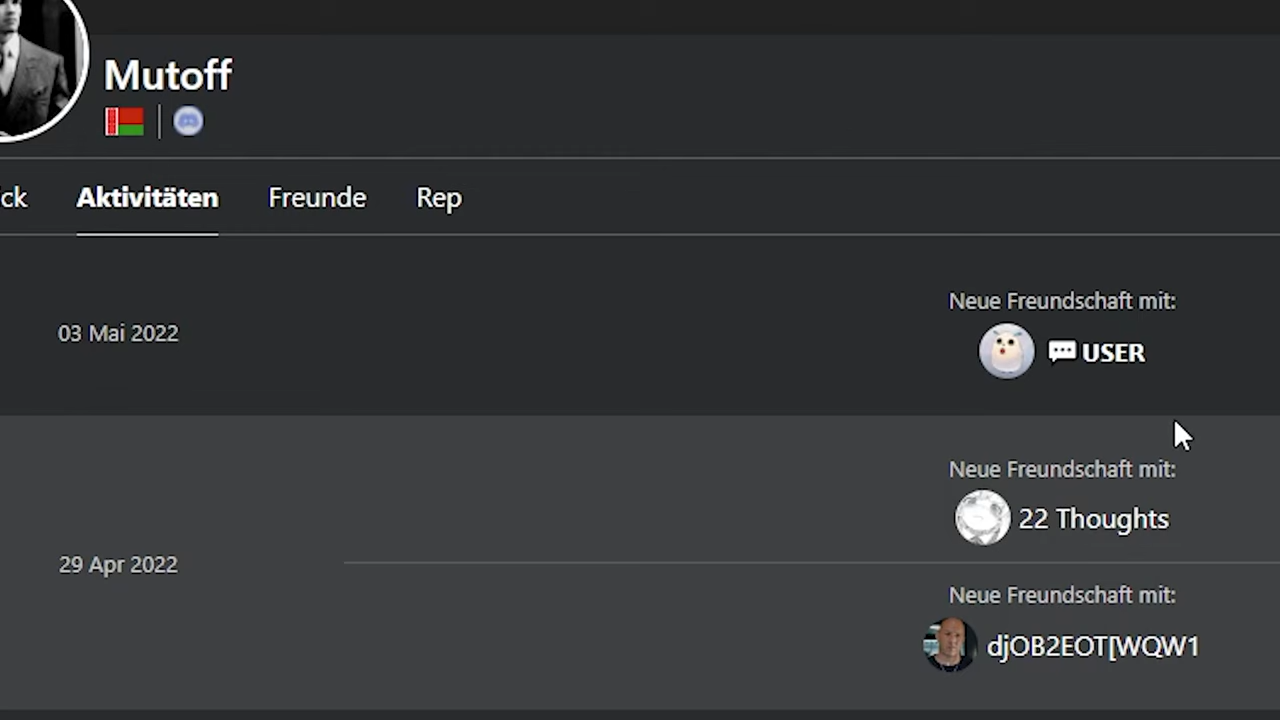 Mutoff
ck
Aktivitäten
Freunde
Rep
03 Mai 2022
Neue Freundschaft mit:
USER
29 Apr 2022
Neue Freundschaft mit:
22 Thoughts
Neue Freundschaft mit:
djOB2EOT[WQW1